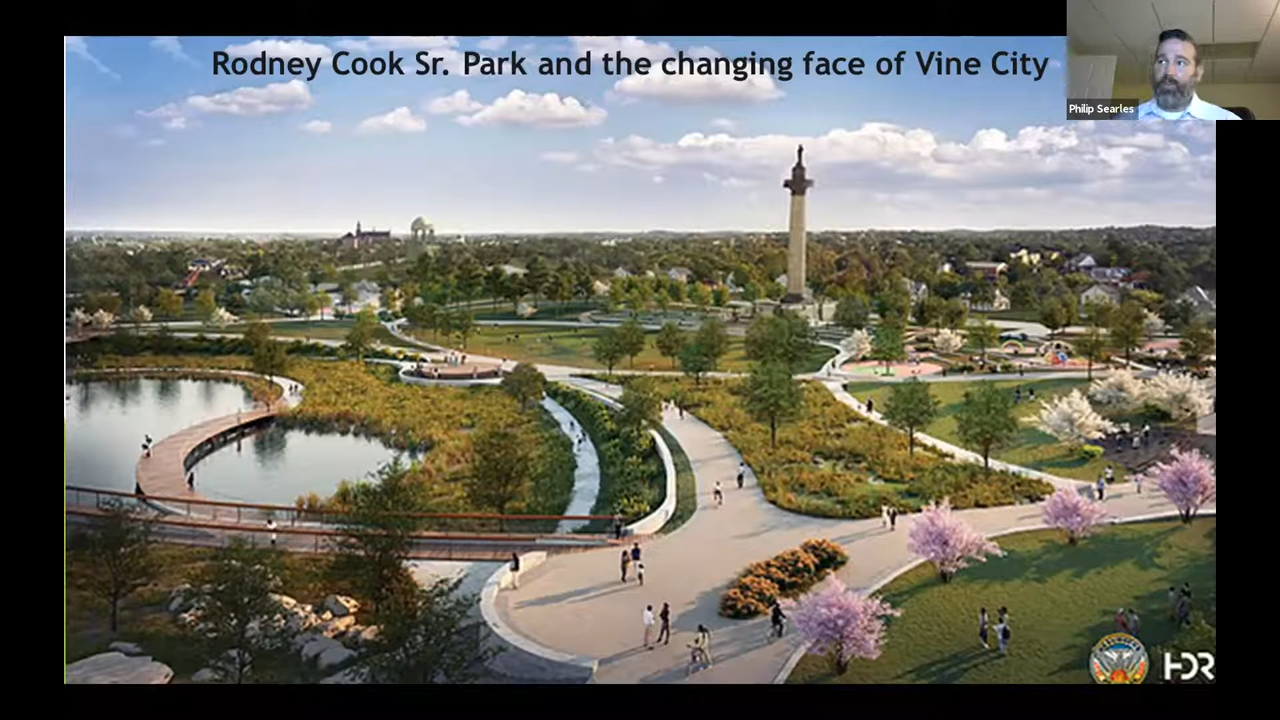 Rodney Cook Sr. Park and the changing face of Vine City
Philip Searles
HDR